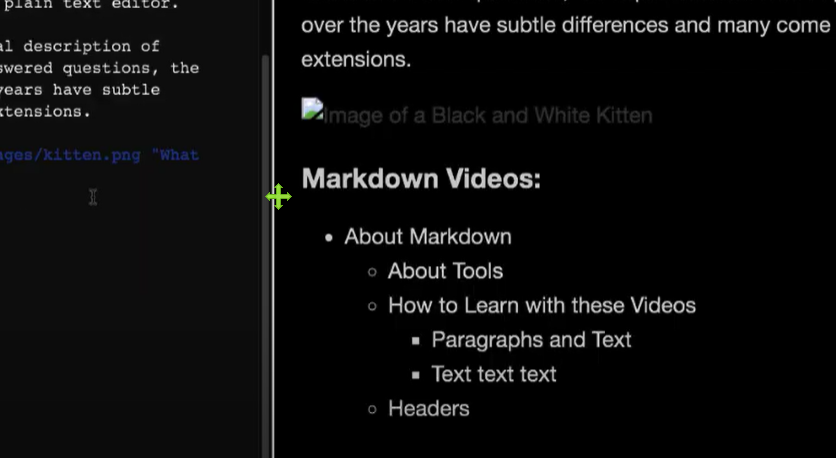 plain text editor.
al description of
swered questions, the
years have subtle
xtensions.
ages/kitten.png "What
over the years have subtle differences and many come
extensions.
Image of a Black and White Kitten
Markdown Videos:
About Markdown
About Tools
How to Learn with these Videos
Paragraphs and Text
Text text text
Headers